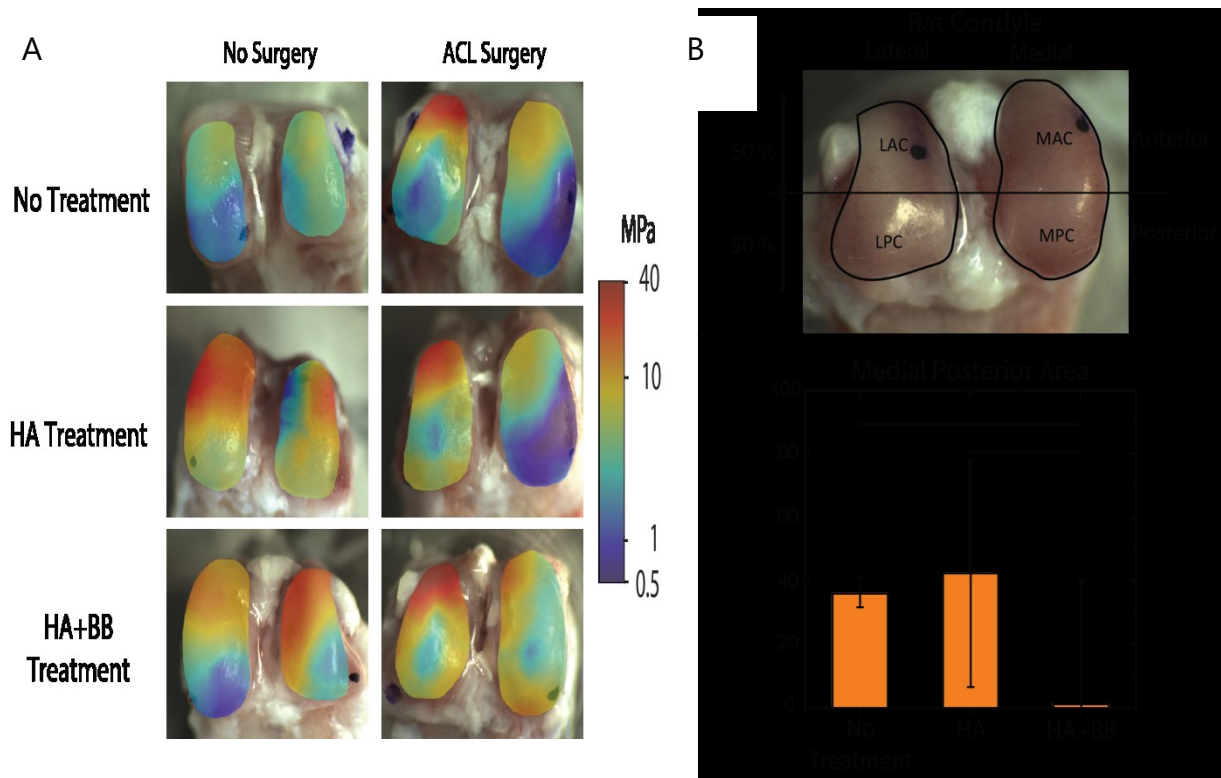 A
No Surgery
ACL Surgery
No Treatment
HA Treatment
HA+BB
Treatment
MPa
40
10
1
0.5
B
Rat Condyle
Lateral
Medial
50 %
50 %
LAC
MAC
LPC
MPC
Anterior
Posterior
Medial Posterior Area
100
80
60
40
20
0
No
Treatment
HA
HA+BB